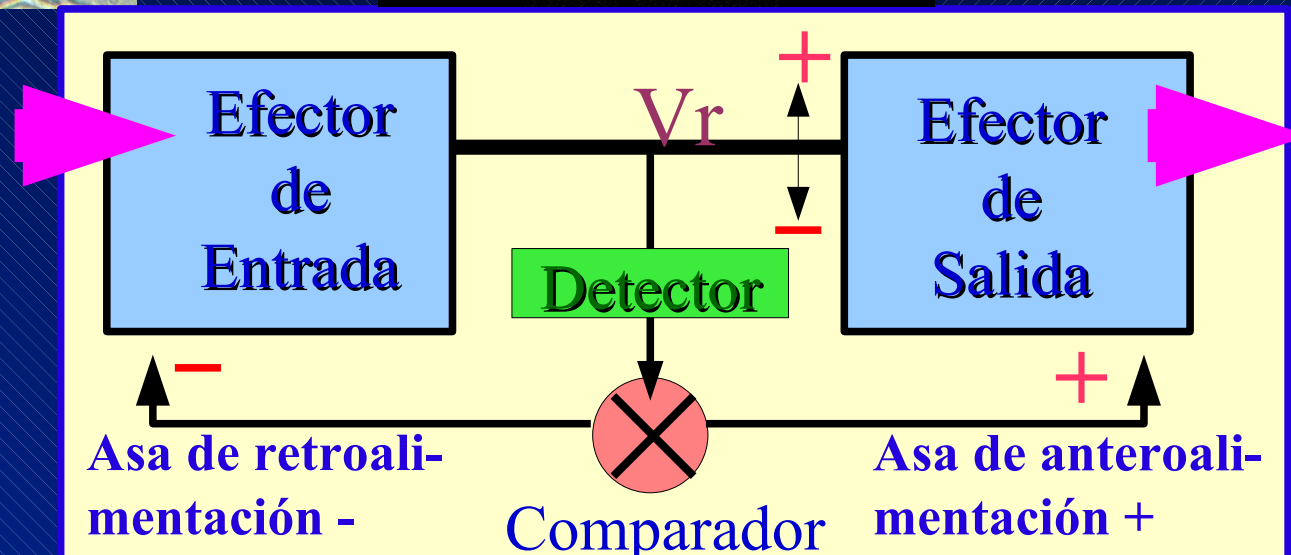 Efector
de
Entrada
Vr
+
−
Efector
de
Salida
Detector
−
+
Asa de retroali-
mentación -
Comparador
Asa de anteroali-
mentación +